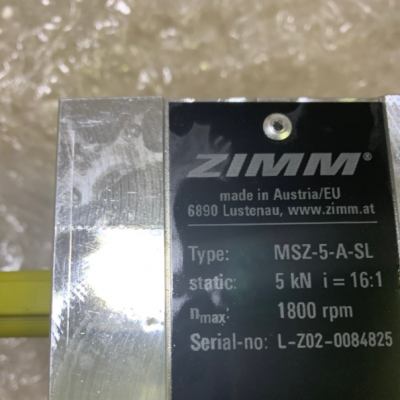 ZIMM®
made in Austria/EU
6890 Lustenau, www.zimm.at
Type: MSZ-5-A-SL
static: 5 kN i = 16:1
nmax: 1800 rpm
Serial-no: L-Z02-0084825